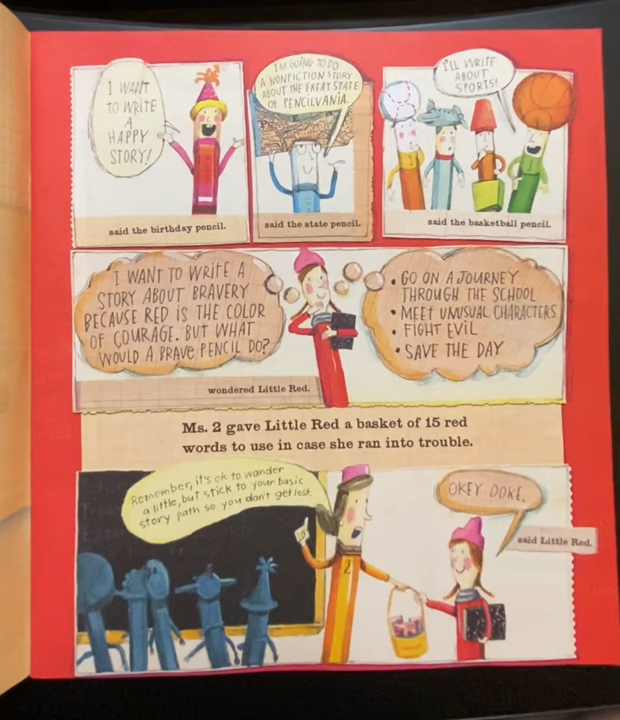 I WANT
TO WRITE
A
HAPPY
STORY!
said the birthday pencil.
I'M GOING TO DO
A NONFICTION STORY
ABOUT THE GREAT STATE
OF PENCILVANIA.
said the state pencil.
I'LL WRITE
ABOUT
SPORTS!
said the basketball pencil.
I WANT TO WRITE A
STORY ABOUT BRAVERY
BECAUSE RED IS THE COLOR
OF COURAGE. BUT WHAT
WOULD A BRAVE PENCIL DO?
• GO ON A JOURNEY
THROUGH THE SCHOOL
• MEET UNUSUAL CHARACTERS
• FIGHT EVIL
• SAVE THE DAY
wondered Little Red.
Ms. 2 gave Little Red a basket of 15 red
words to use in case she ran into trouble.
Remember, it's ok to wander
a little, but stick to your basic
story path so you don't get lost.
2
OKEY DOKE,
said Little Red.